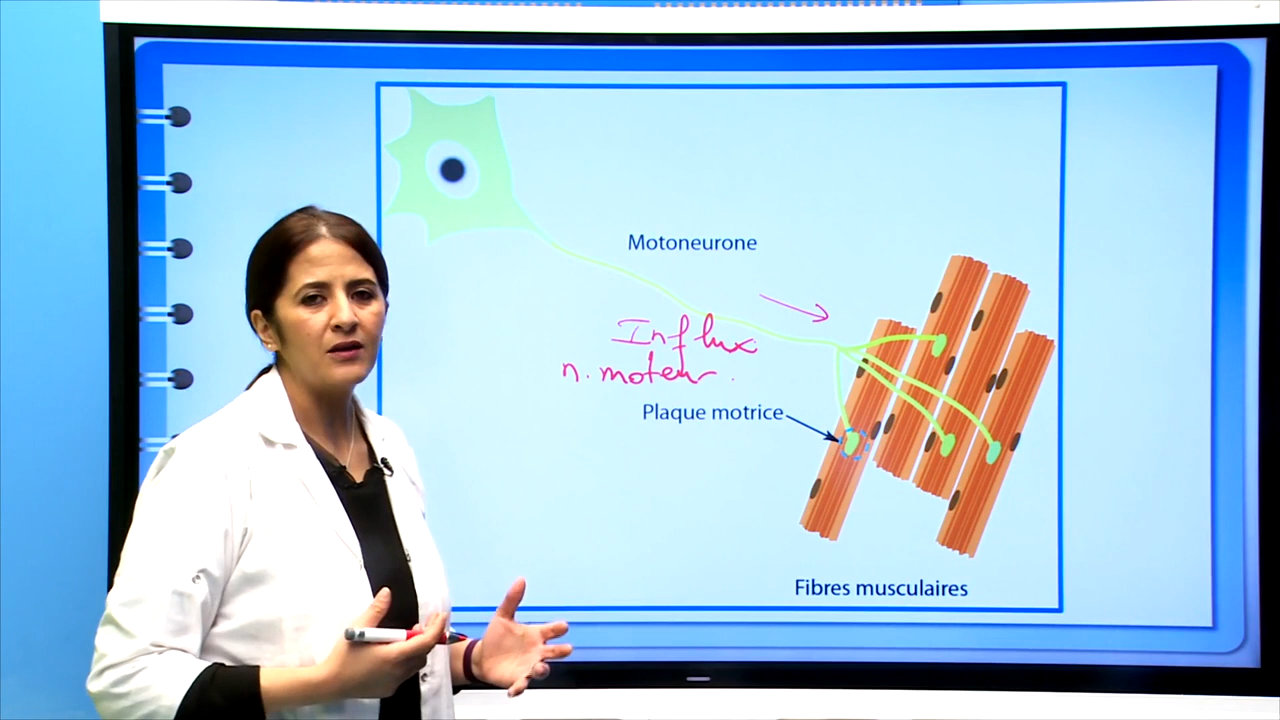 Motoneurone
Influx
n. moteur.
Plaque motrice
Fibres musculaires